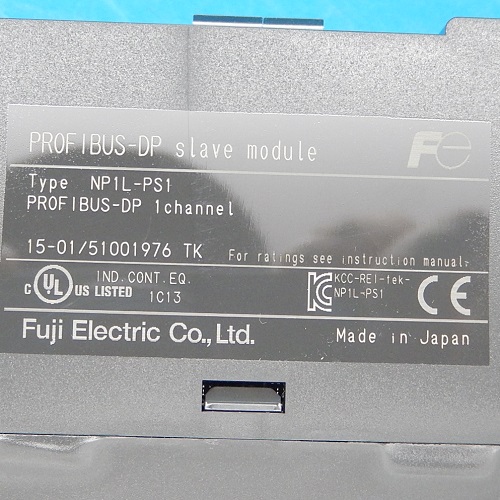 PROFIBUS-DP slave module
Fe
Type NP1L-PS1
PROFIBUS-DP 1channel
15-01/51001976 TK For ratings see instruction manual.
C UL US LISTED IND.CONT.EQ. 1C13
KCC-REI-fek-NP1L-PS1
CE
Fuji Electric Co.,Ltd. Made in Japan